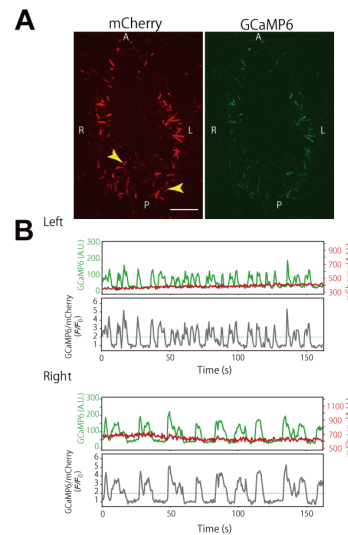 A
mCherry
GCaMP6
A
R
L
P
Left
B
300
200
100
0
GCaMP6 (A.U.)
900
700
500
300
6
5
4
3
2
1
GCaMP6/mCherry
(F/F0)
0
50
100
150
Time (s)
Right
300
200
100
0
GCaMP6 (A.U.)
1100
900
700
500
6
5
4
3
2
1
GCaMP6/mCherry
(F/F0)
0
50
100
150
Time (s)